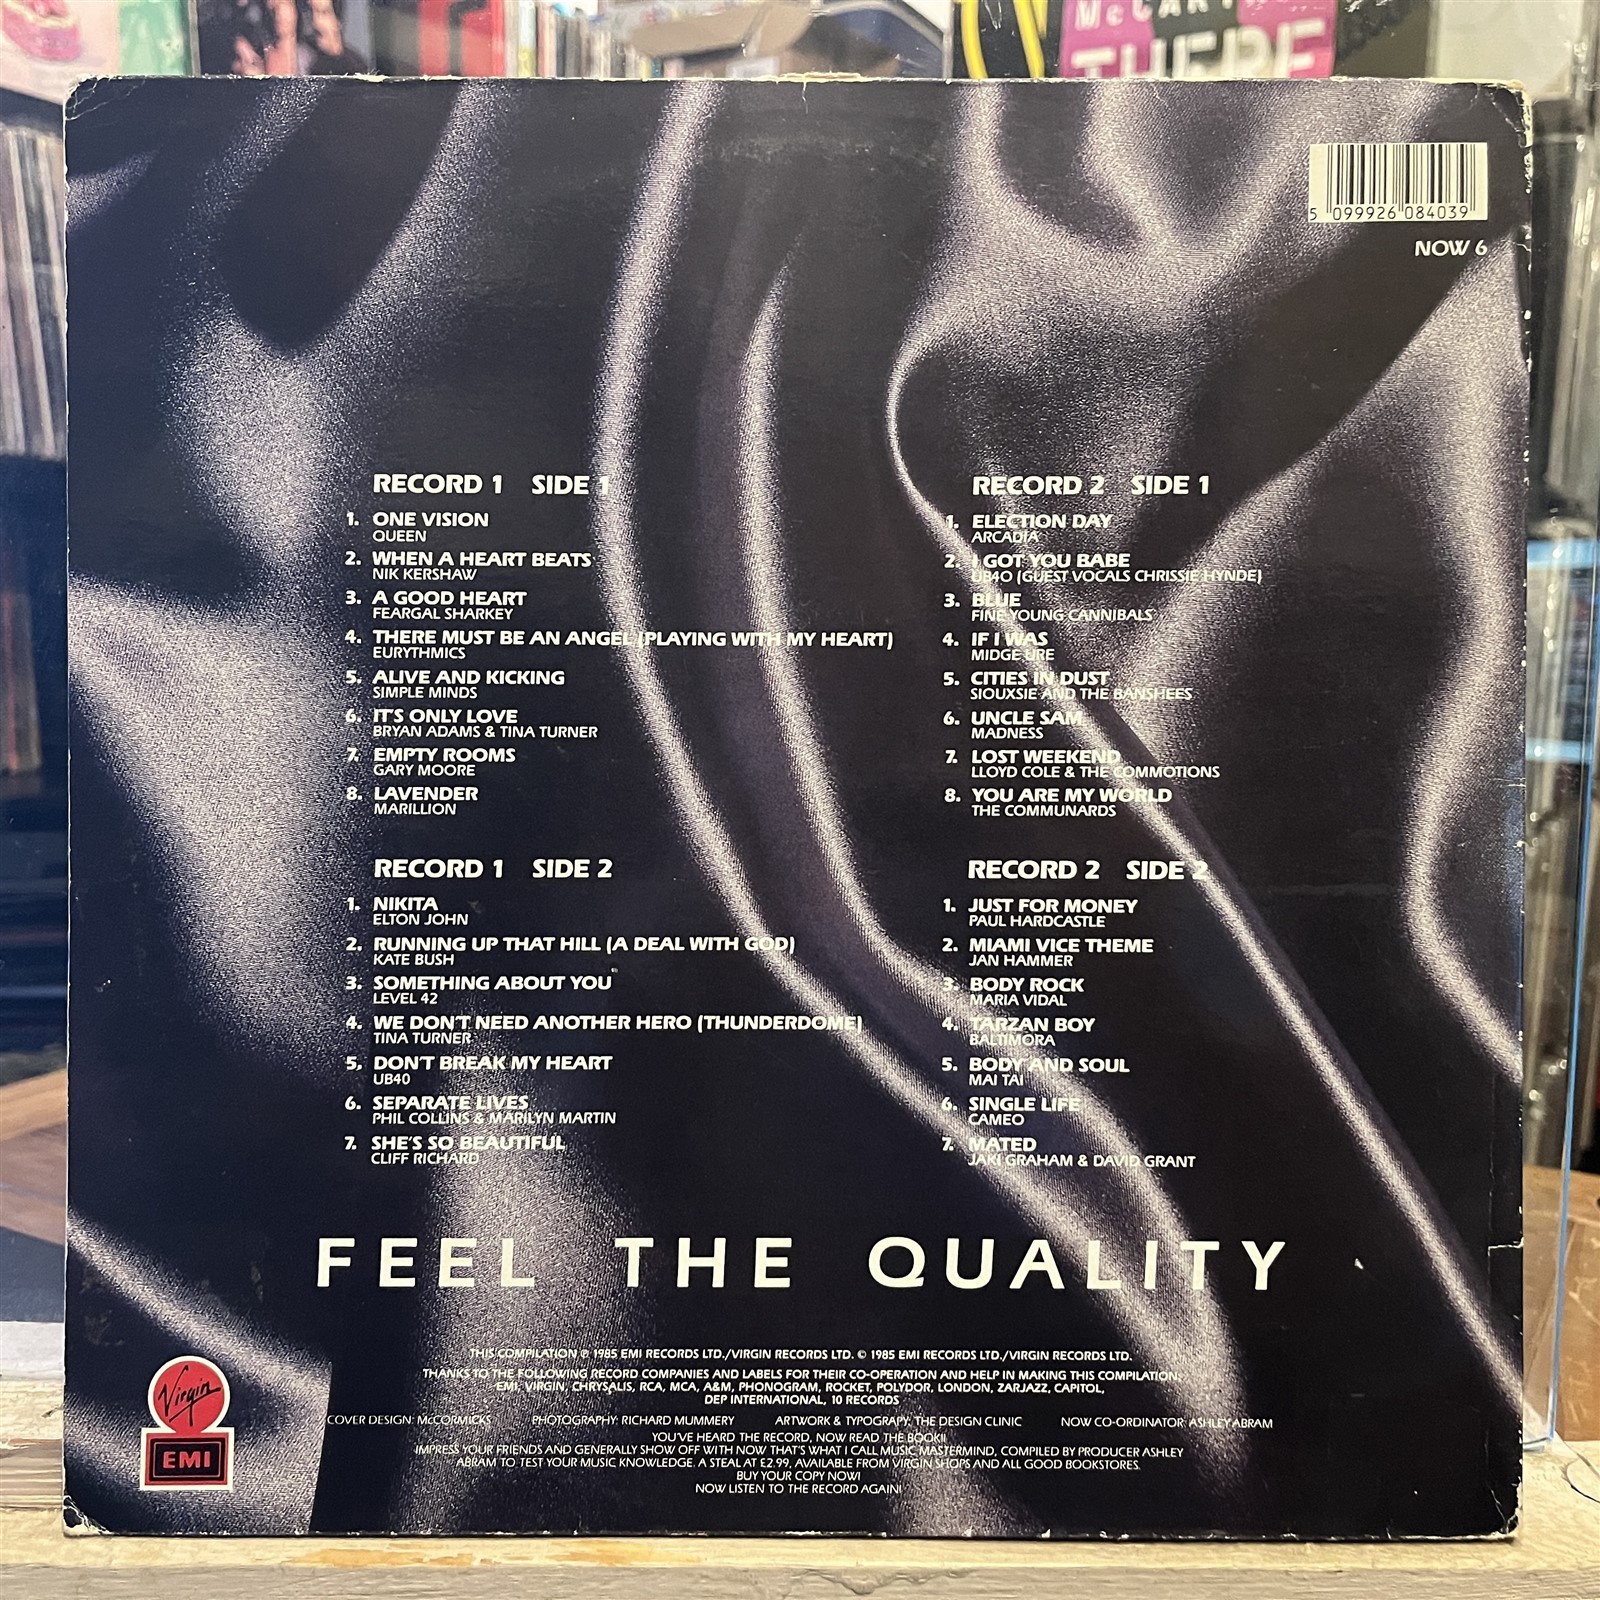 McCART
THERE
5 099926 084039
NOW 6
RECORD 1 SIDE 1
1. ONE VISION
QUEEN
2. WHEN A HEART BEATS
NIK KERSHAW
3. A GOOD HEART
FEARGAL SHARKEY
4. THERE MUST BE AN ANGEL (PLAYING WITH MY HEART)
EURYTHMICS
5. ALIVE AND KICKING
SIMPLE MINDS
6. IT'S ONLY LOVE
BRYAN ADAMS & TINA TURNER
7. EMPTY ROOMS
GARY MOORE
8. LAVENDER
MARILLION
RECORD 1 SIDE 2
1. NIKITA
ELTON JOHN
2. RUNNING UP THAT HILL (A DEAL WITH GOD)
KATE BUSH
3. SOMETHING ABOUT YOU
LEVEL 42
4. WE DON'T NEED ANOTHER HERO (THUNDERDOME)
TINA TURNER
5, DON'T BREAK MY HEART
UB40
6. SEPARATE LIVES
PHIL COLLINS & MARILYN MARTIN
7. SHE'S SO BEAUTIFUL
CLIFF RICHARD
RECORD 2 SIDE 1
1. ELECTION DAY
ARCADIA
2. I GOT YOU BABE
UB40 (GUEST VOCALS CHRISSIE HYNDE)
3. BLUE
FINE YOUNG CANNIBALS
4. IF I WAS
MIDGE URE
5. CITIES IN DUST
SIOUXSIE AND THE BANSHEES
6. UNCLE SAM
MADNESS
7. LOST WEEKEND
LLOYD COLE & THE COMMOTIONS
8. YOU ARE MY WORLD
THE COMMUNARDS
RECORD 2 SIDE 2
1. JUST FOR MONEY
PAUL HARDCASTLE
2. MIAMI VICE THEME
JAN HAMMER
3. BODY ROCK
MARIA VIDAL
4. TARZAN BOY
BALTIMORA
5. BODY AND SOUL
MAI TAI
6. SINGLE LIFE
CAMEO
7. MATED
JAKI GRAHAM & DAVID GRANT
FEEL THE QUALITY
THIS COMPILATION ℗ 1985 EMI RECORDS LTD./VIRGIN RECORDS LTD. © 1985 EMI RECORDS LTD./VIRGIN RECORDS LTD.
THANKS TO THE FOLLOWING RECORD COMPANIES AND LABELS FOR THEIR CO-OPERATION AND HELP IN MAKING THIS COMPILATION:
EMI, VIRGIN, CHRYSALIS, RCA, MCA, A&M, PHONOGRAM, ROCKET, POLYDOR, LONDON, ZARJAZZ, CAPITOL,
DEP INTERNATIONAL, 10 RECORDS
COVER DESIGN: McCORMICKS PHOTOGRAPHY: RICHARD MUMMERY ARTWORK & TYPOGRAPY: THE DESIGN CLINIC NOW CO-ORDINATOR: ASHLEY ABRAM
YOU'VE HEARD THE RECORD, NOW READ THE BOOK!!
IMPRESS YOUR FRIENDS AND GENERALLY SHOW OFF WITH NOW THAT'S WHAT I CALL MUSIC MASTERMIND, COMPILED BY PRODUCER ASHLEY
ABRAM TO TEST YOUR MUSIC KNOWLEDGE. A STEAL AT £2.99, AVAILABLE FROM VIRGIN SHOPS AND ALL GOOD BOOKSTORES.
BUY YOUR COPY NOW!
NOW LISTEN TO THE RECORD AGAIN!
Virgin
EMI